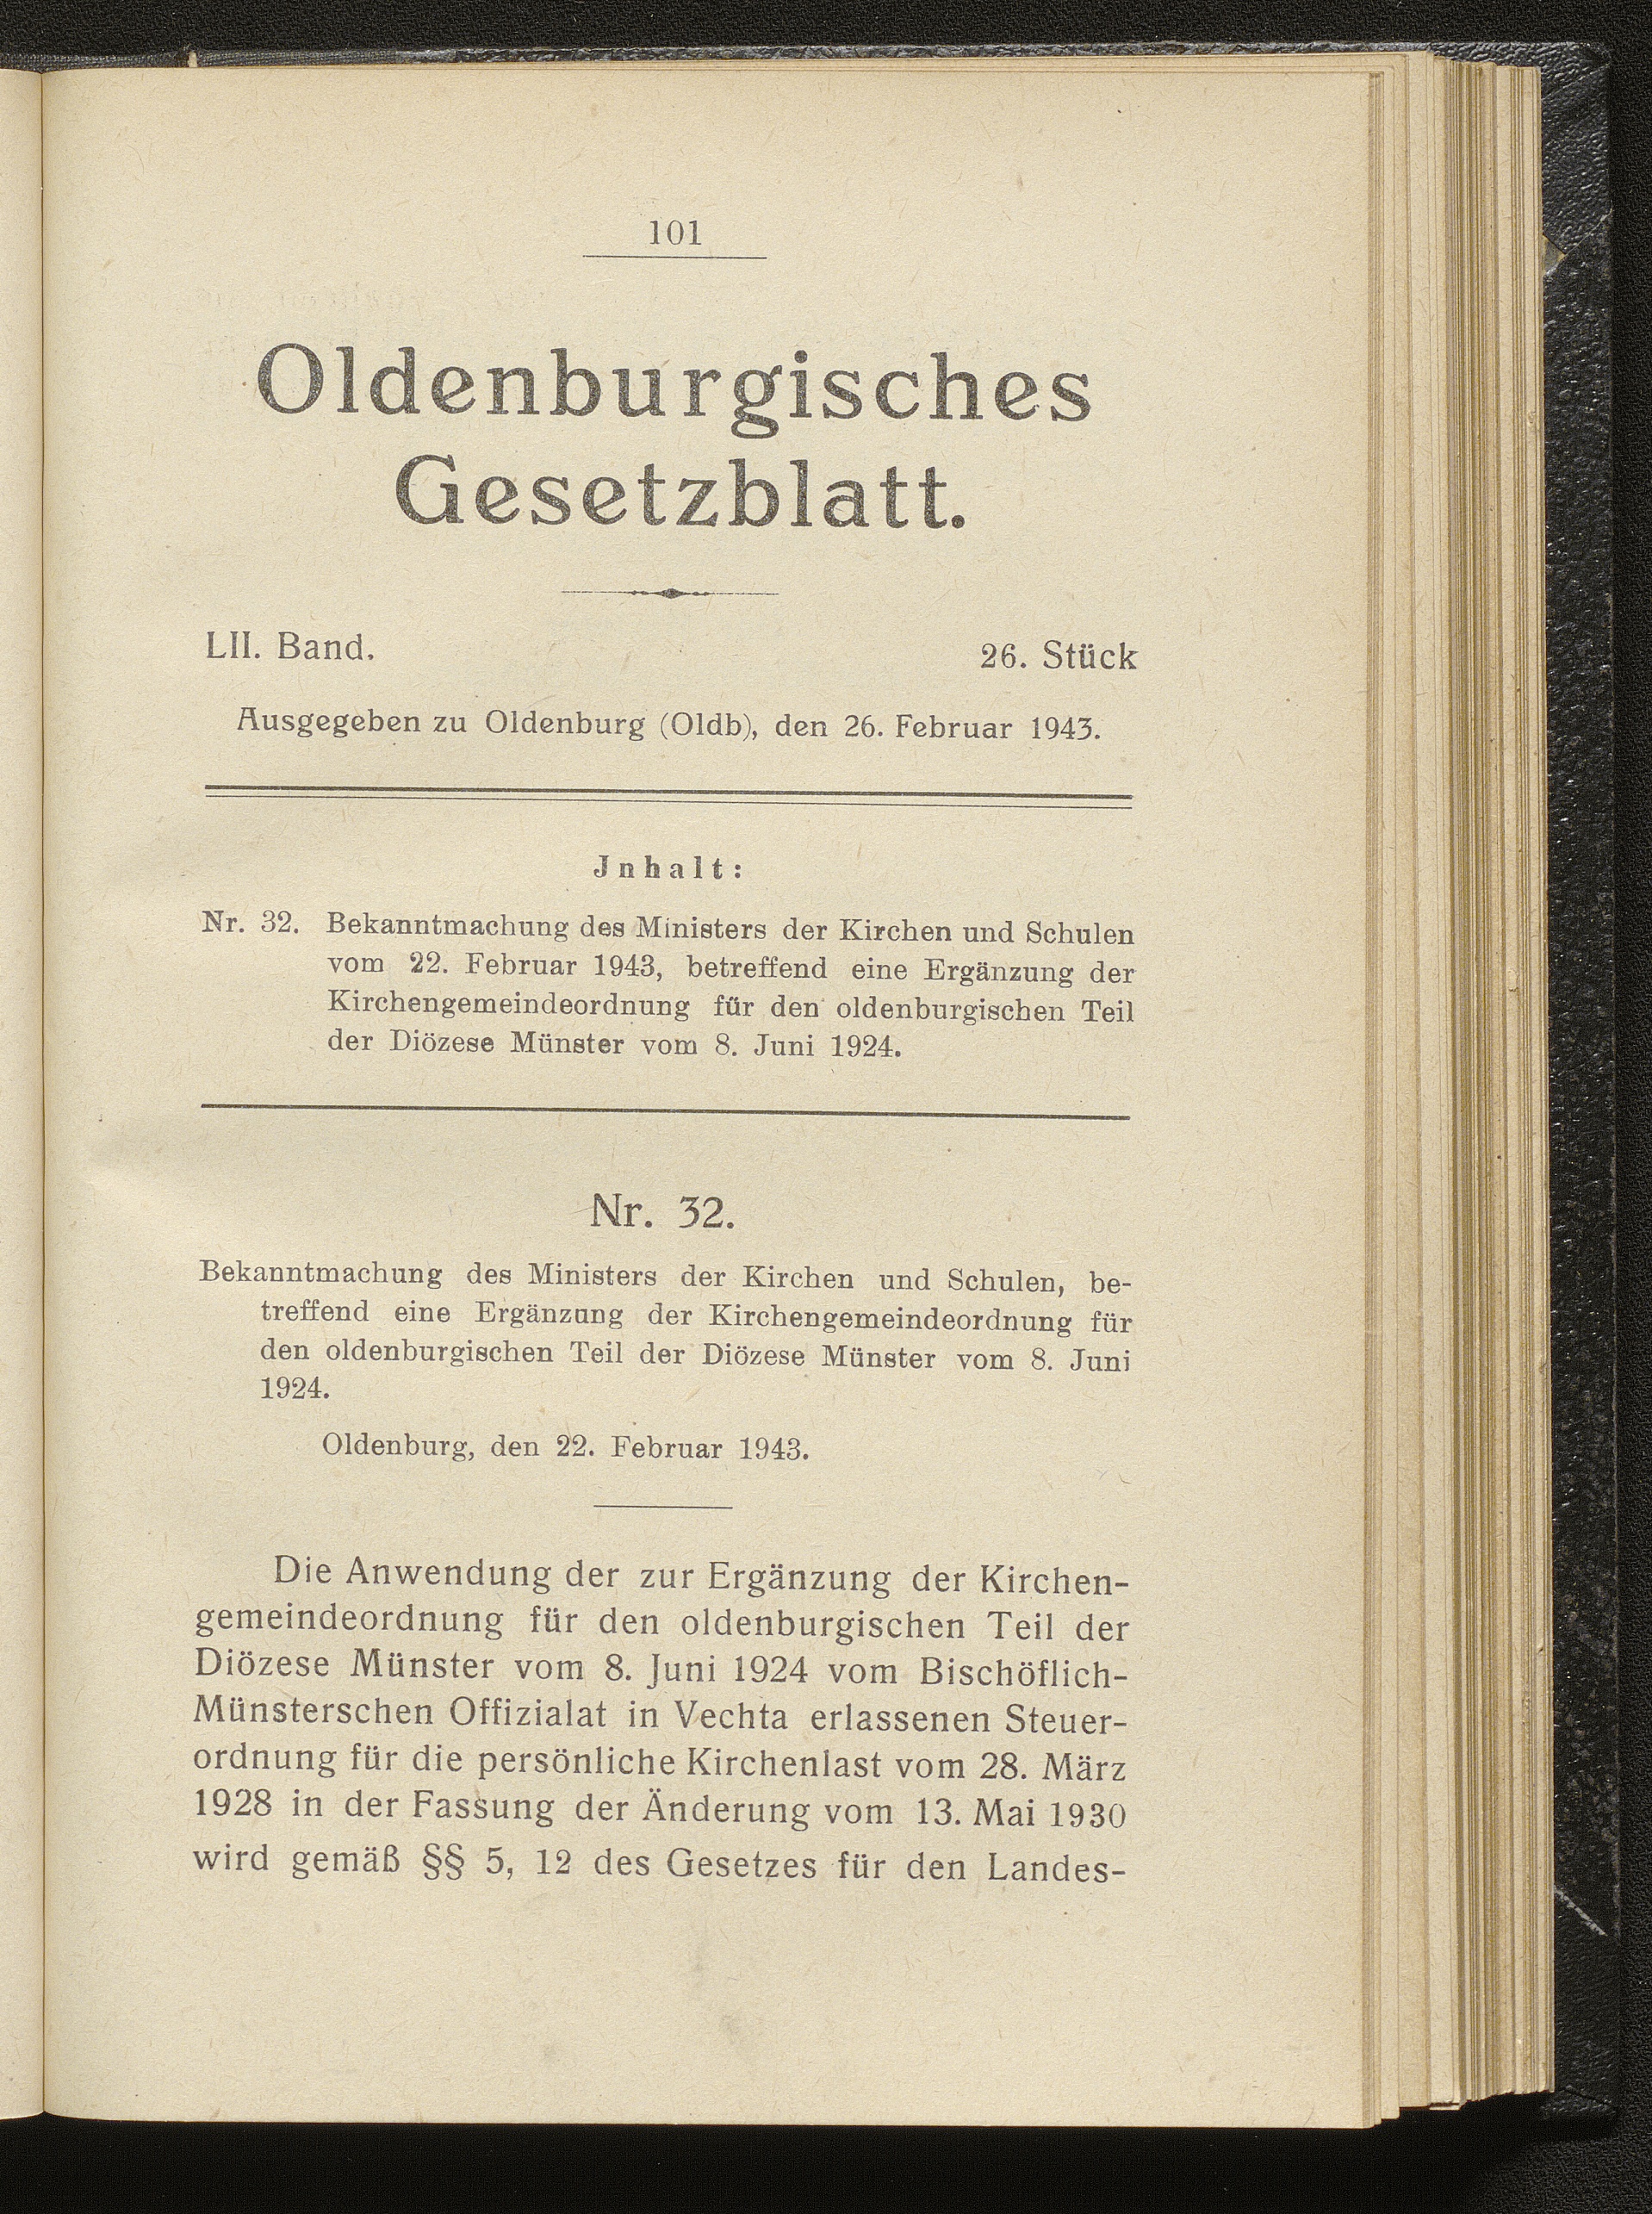 101
Oldenburgisches
Gesetzblatt.
LII. Band.
26. Stück
Ausgegeben zu Oldenburg (Oldb), den 26. Februar 1943.
Jnhalt:
Nr. 32. Bekanntmachung des Ministers der Kirchen und Schulen
vom 22. Februar 1943, betreffend eine Ergänzung der
Kirchengemeindeordnung für den oldenburgischen Teil
der Diözese Münster vom 8. Juni 1924.
Nr. 32.
Bekanntmachung des Ministers der Kirchen und Schulen, be-
treffend eine Ergänzung der Kirchengemeindeordnung für
den oldenburgischen Teil der Diözese Münster vom 8. Juni
1924.
Oldenburg, den 22. Februar 1943.
Die Anwendung der zur Ergänzung der Kirchen-
gemeindeordnung für den oldenburgischen Teil der
Diözese Münster vom 8. Juni 1924 vom Bischöflich-
Münsterschen Offizialat in Vechta erlassenen Steuer-
ordnung für die persönliche Kirchenlast vom 28. März
1928 in der Fassung der Änderung vom 13. Mai 1930
wird gemäß §§ 5, 12 des Gesetzes für den Landes-